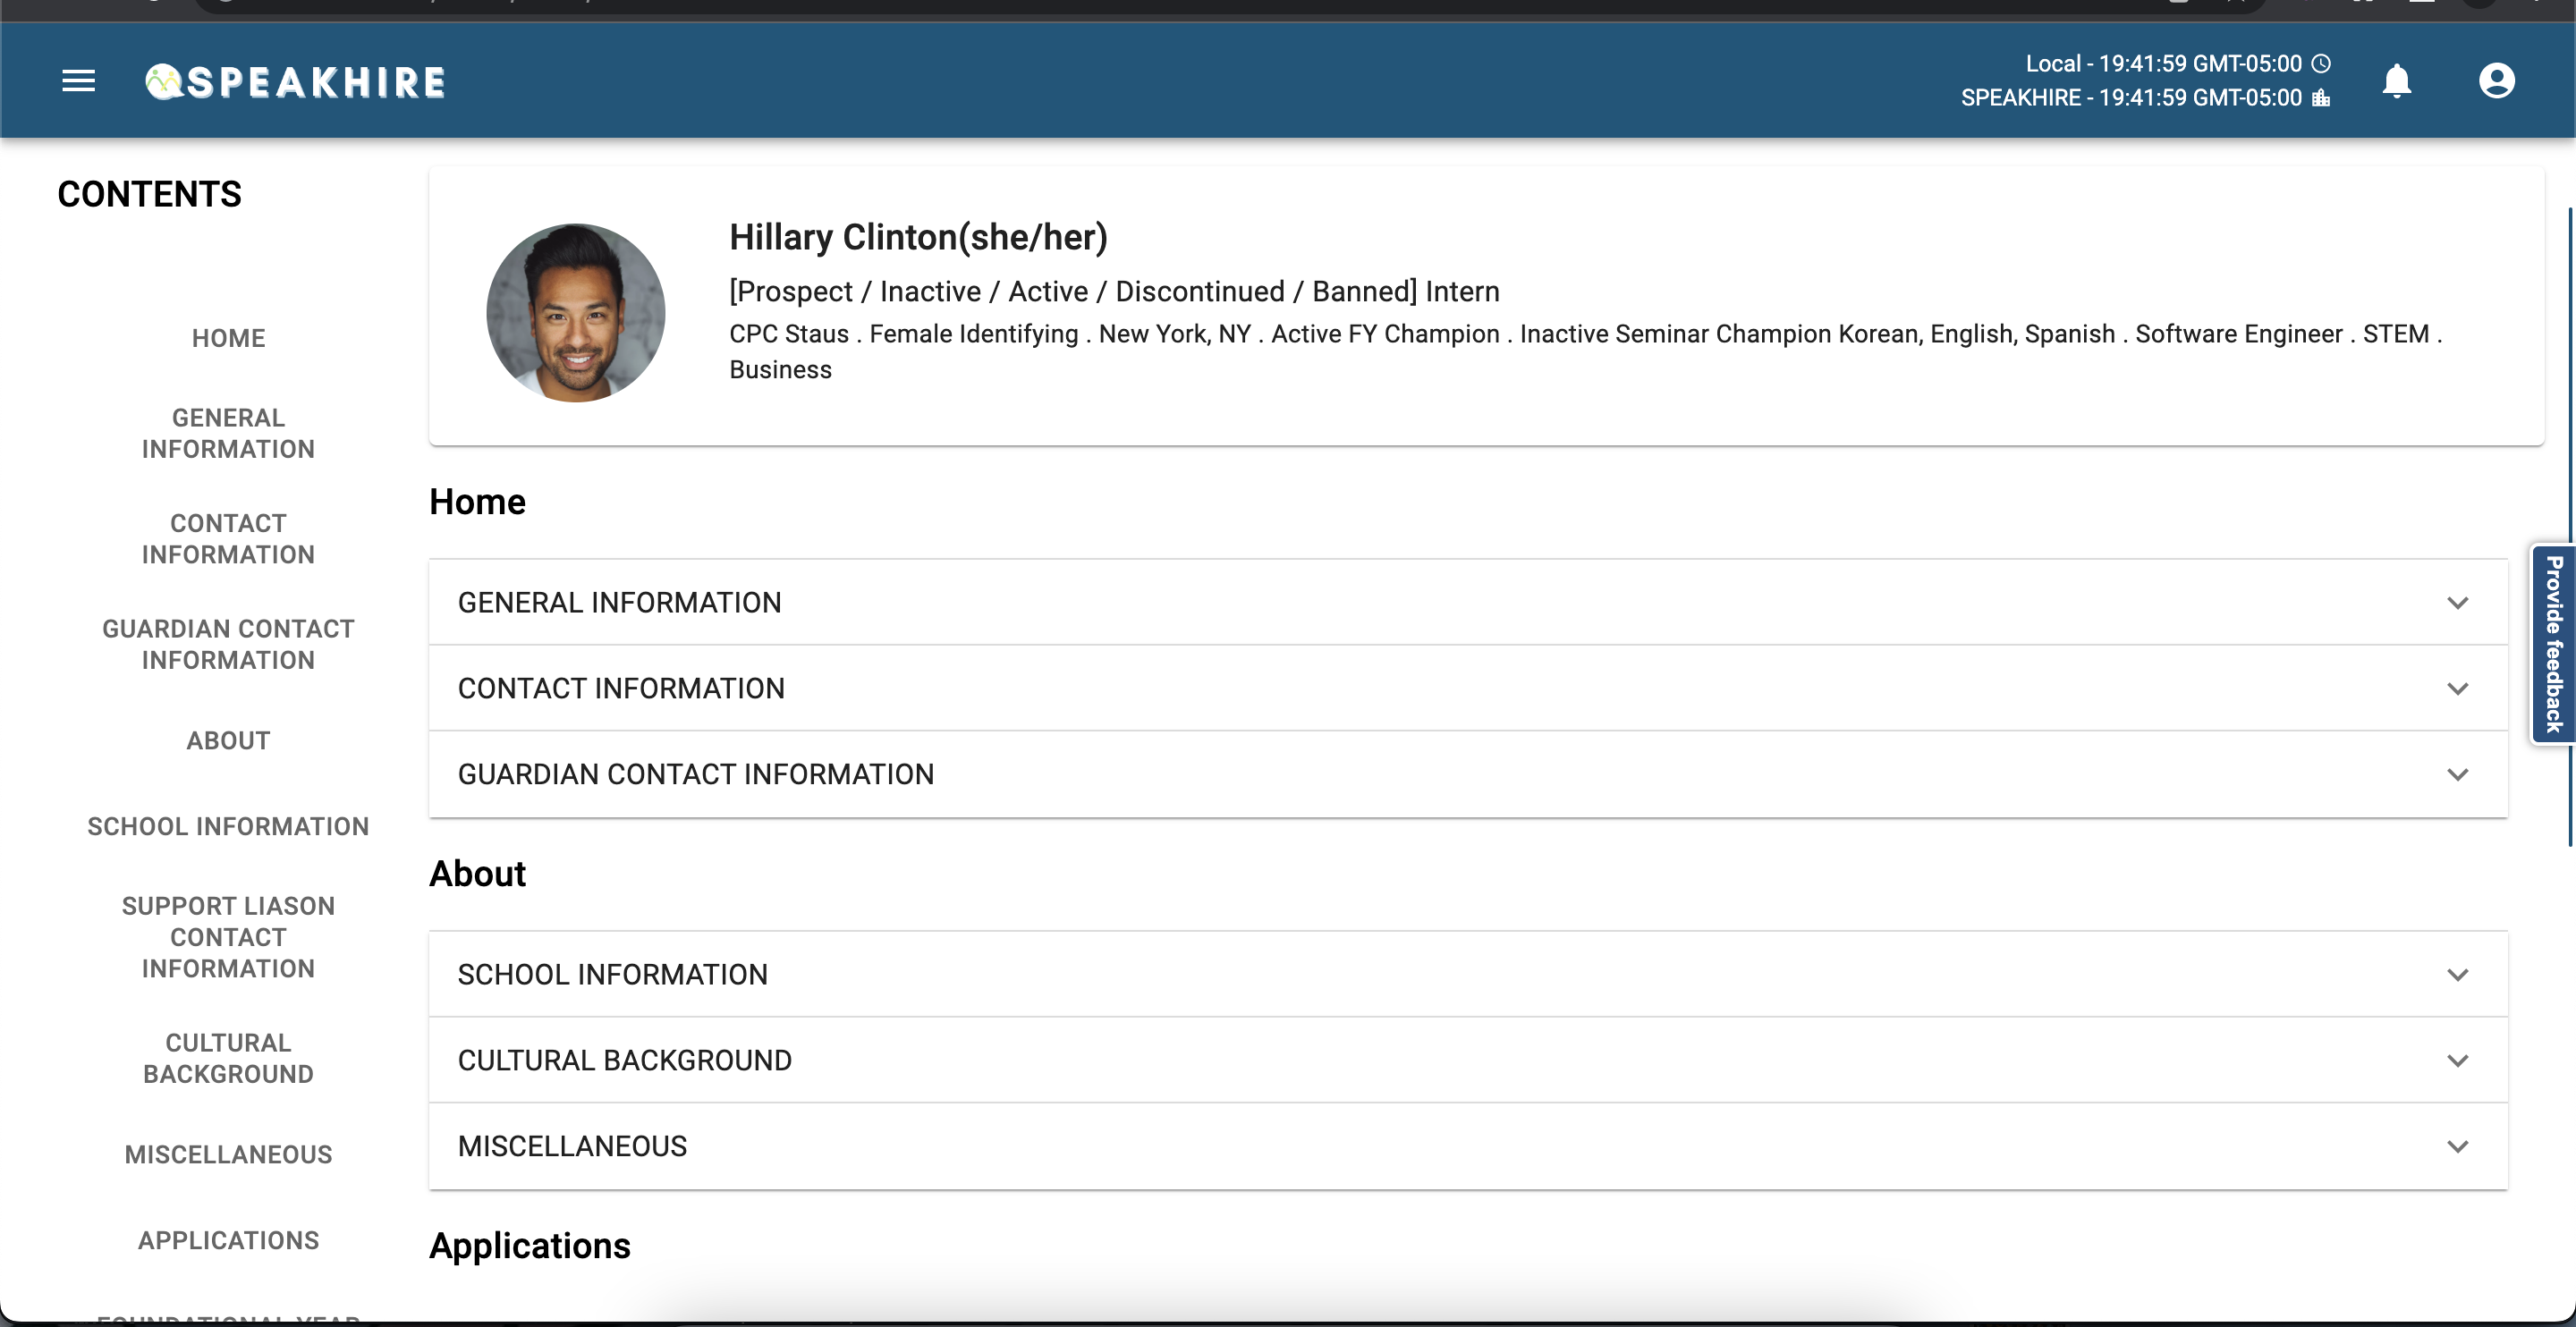 SPEAKHIRE
Local - 19:41:59 GMT-05:00
SPEAKHIRE - 19:41:59 GMT-05:00
CONTENTS
HOME
GENERAL
INFORMATION
CONTACT
INFORMATION
GUARDIAN CONTACT
INFORMATION
ABOUT
SCHOOL INFORMATION
SUPPORT LIASON
CONTACT
INFORMATION
CULTURAL
BACKGROUND
MISCELLANEOUS
APPLICATIONS
FOUNDATIONAL YEAR
Hillary Clinton(she/her)
[Prospect / Inactive / Active / Discontinued / Banned] Intern
CPC Staus . Female Identifying . New York, NY . Active FY Champion . Inactive Seminar Champion Korean, English, Spanish . Software Engineer . STEM .
Business
Home
GENERAL INFORMATION
CONTACT INFORMATION
GUARDIAN CONTACT INFORMATION
About
SCHOOL INFORMATION
CULTURAL BACKGROUND
MISCELLANEOUS
Applications
Provide feedback